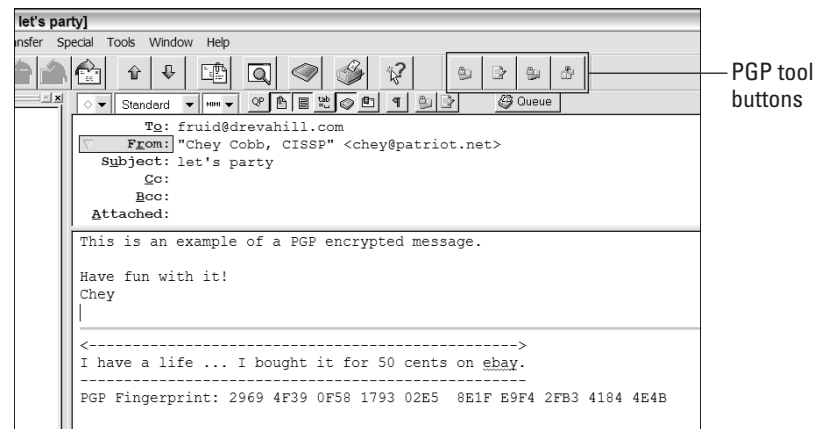 let's party]
nsfer Special Tools Window Help
Standard
QP
Queue
PGP tool
buttons
To: fruid@drevahill.com
From: "Chey Cobb, CISSP" <chey@patriot.net>
Subject: let's party
Cc:
Bcc:
Attached:
This is an example of a PGP encrypted message.
Have fun with it!
Chey
<------------------------------------------------->
I have a life ... I bought it for 50 cents on ebay.
---------------------------------------------------
PGP Fingerprint: 2969 4F39 0F58 1793 02E5 8E1F E9F4 2FB3 4184 4E4B